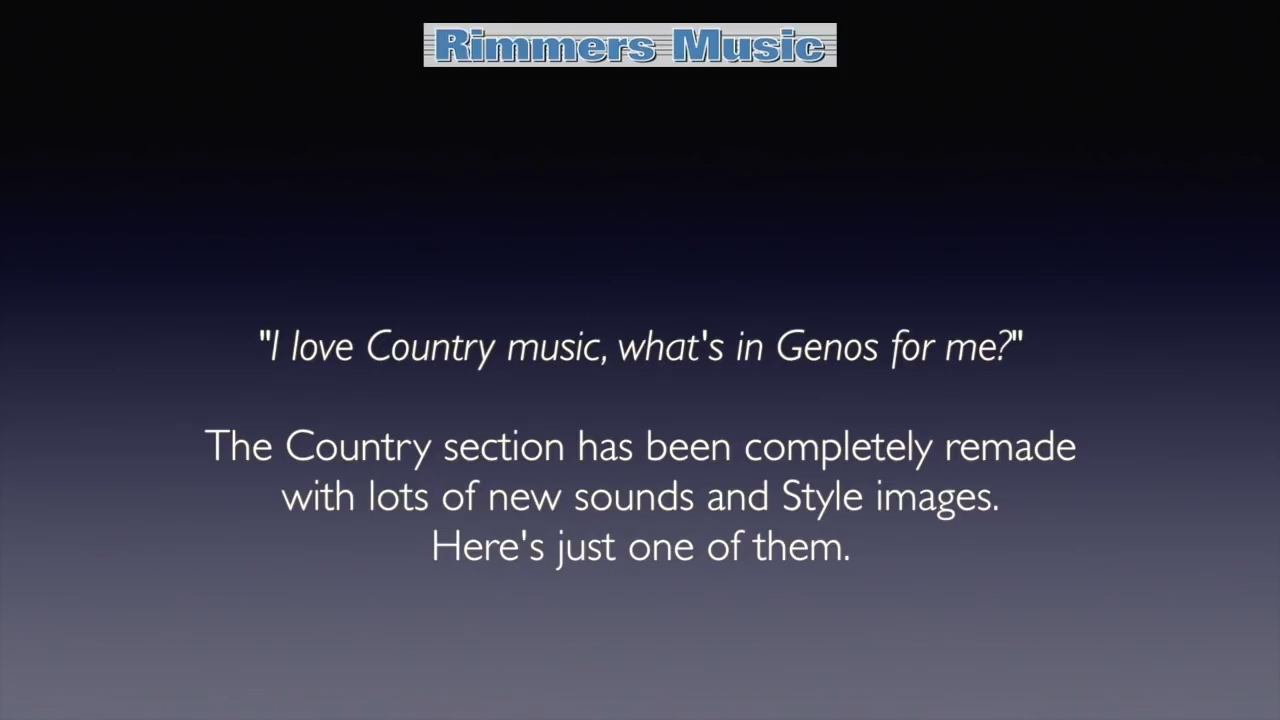 Rimmers Music
"I love Country music, what's in Genos for me?"
The Country section has been completely remade
with lots of new sounds and Style images.
Here's just one of them.